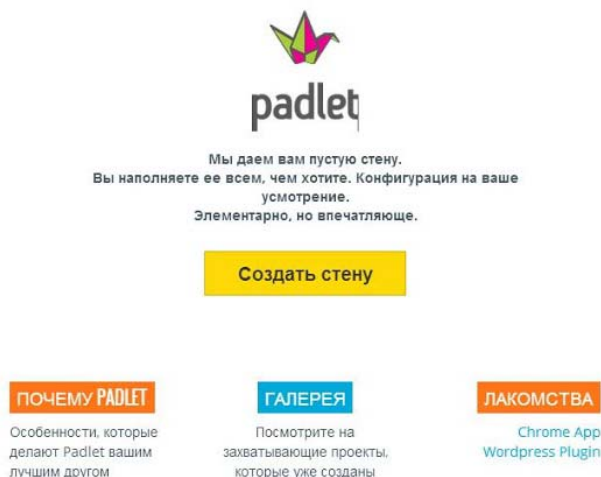 padlet
Мы даем вам пустую стену.
Вы наполняете ее всем, чем хотите. Конфигурация на ваше
усмотрение.
Элементарно, но впечатляюще.
Создать стену
ПОЧЕМУ PADLET
Особенности, которые
делают Padlet вашим
лучшим другом
ГАЛЕРЕЯ
Посмотрите на
захватывающие проекты,
которые уже созданы
ЛАКОМСТВА
Chrome App
Wordpress Plugin